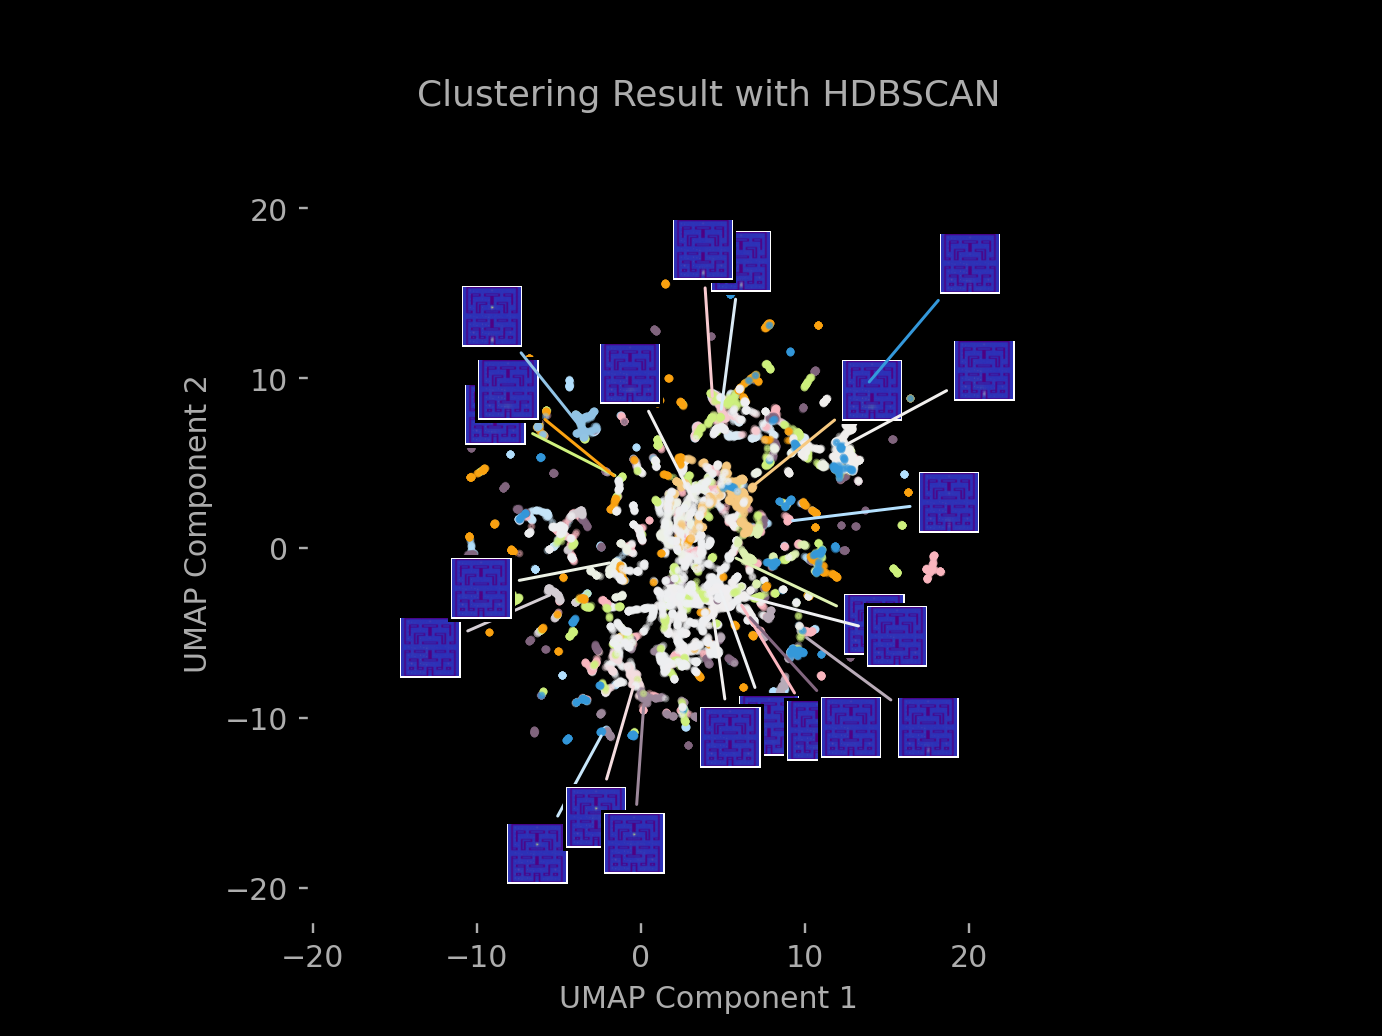 Clustering Result with HDBSCAN
20
10
0
−10
−20
UMAP Component 2
−20 −10 0 10 20
UMAP Component 1